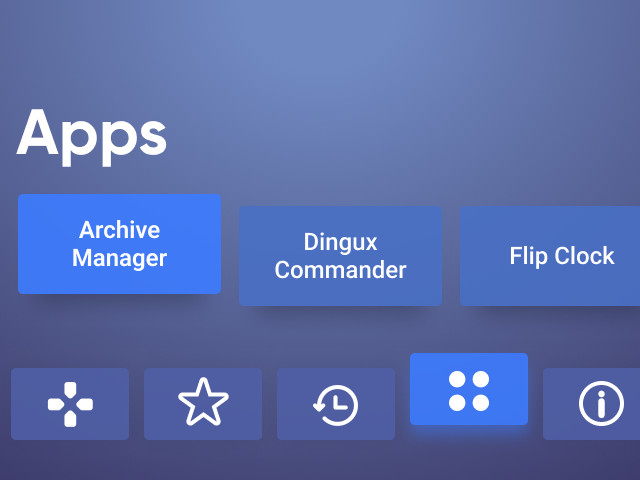 Apps
Archive
Manager
Dingux
Commander
Flip Clock